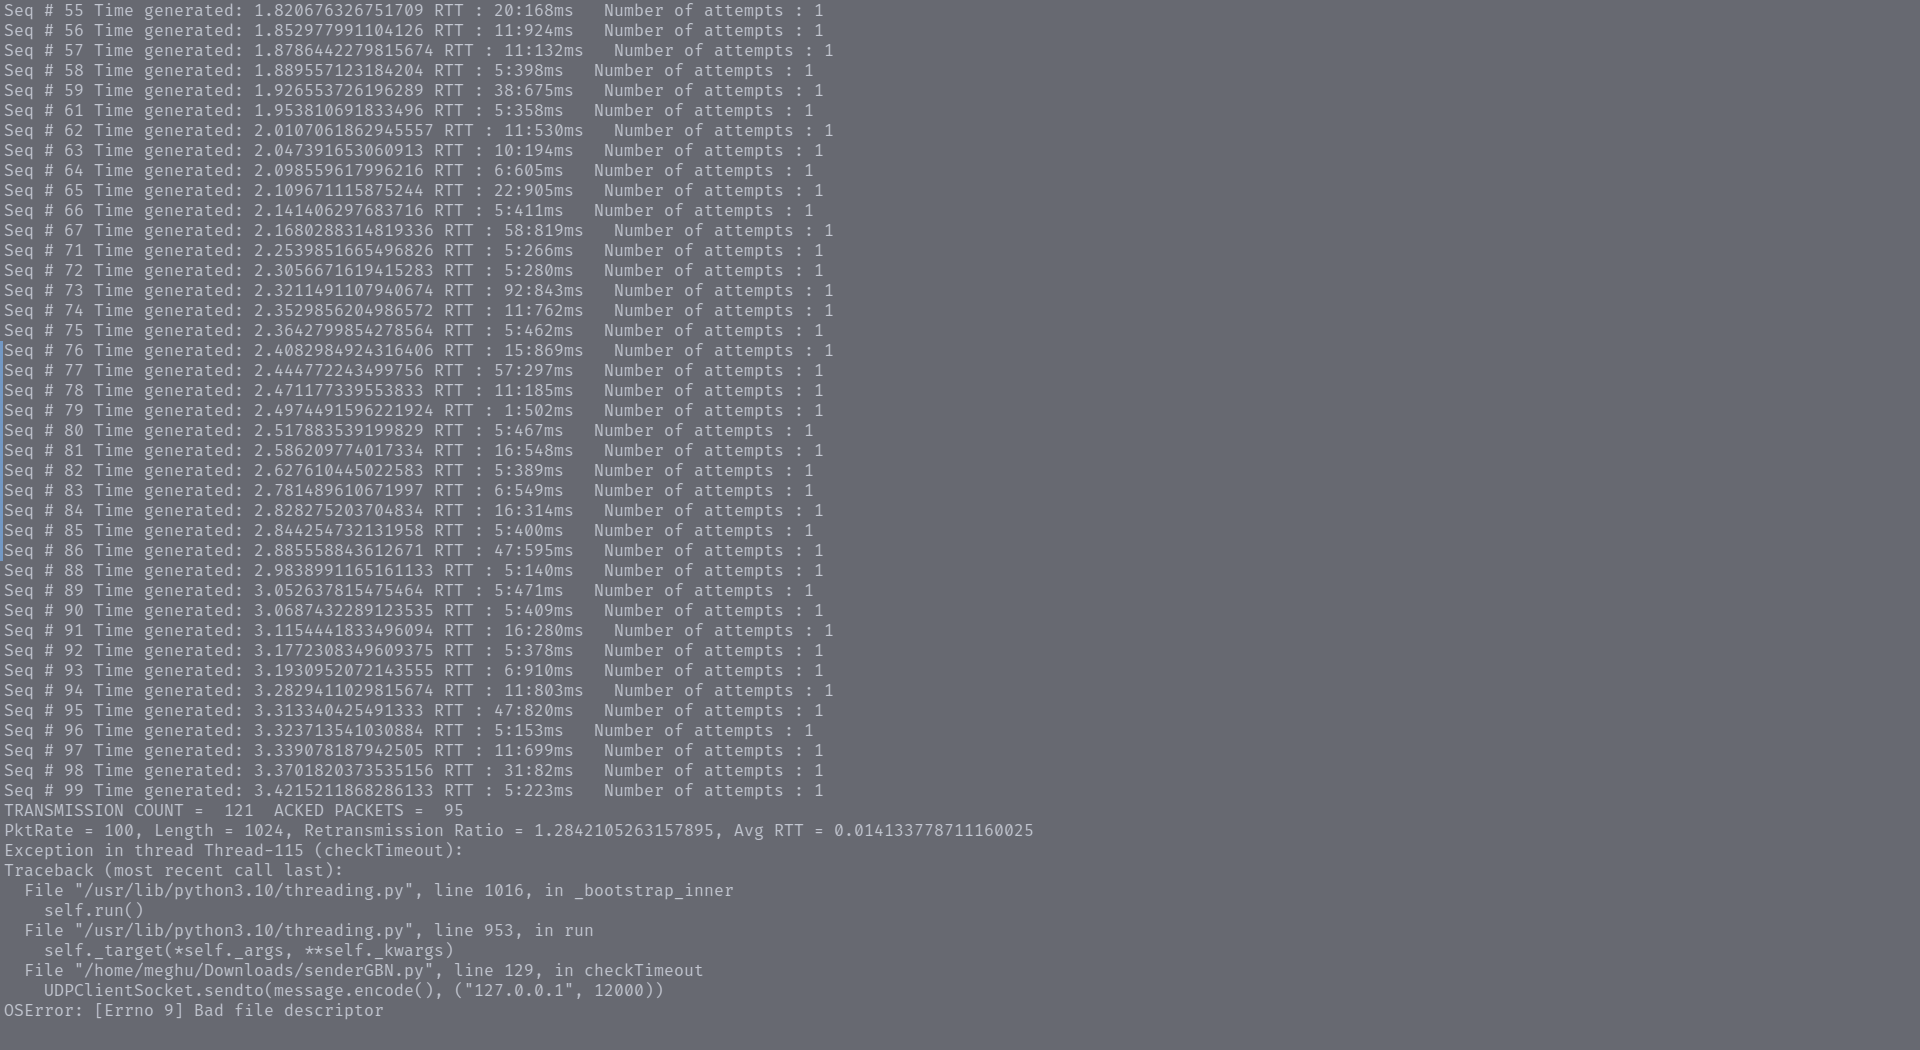 Seq # 55 Time generated: 1.820676326751709 RTT : 20:168ms   Number of attempts : 1
Seq # 56 Time generated: 1.852977991104126 RTT : 11:924ms   Number of attempts : 1
Seq # 57 Time generated: 1.8786442279815674 RTT : 11:132ms   Number of attempts : 1
Seq # 58 Time generated: 1.889557123184204 RTT : 5:398ms   Number of attempts : 1
Seq # 59 Time generated: 1.926553726196289 RTT : 38:675ms   Number of attempts : 1
Seq # 61 Time generated: 1.953810691833496 RTT : 5:358ms   Number of attempts : 1
Seq # 62 Time generated: 2.0107061862945557 RTT : 11:530ms   Number of attempts : 1
Seq # 63 Time generated: 2.047391653060913 RTT : 10:194ms   Number of attempts : 1
Seq # 64 Time generated: 2.098559617996216 RTT : 6:605ms   Number of attempts : 1
Seq # 65 Time generated: 2.109671115875244 RTT : 22:905ms   Number of attempts : 1
Seq # 66 Time generated: 2.141406297683716 RTT : 5:411ms   Number of attempts : 1
Seq # 67 Time generated: 2.1680288314819336 RTT : 58:819ms   Number of attempts : 1
Seq # 71 Time generated: 2.2539851665496826 RTT : 5:266ms   Number of attempts : 1
Seq # 72 Time generated: 2.3056671619415283 RTT : 5:280ms   Number of attempts : 1
Seq # 73 Time generated: 2.3211491107940674 RTT : 92:843ms   Number of attempts : 1
Seq # 74 Time generated: 2.3529856204986572 RTT : 11:762ms   Number of attempts : 1
Seq # 75 Time generated: 2.3642799854278564 RTT : 5:462ms   Number of attempts : 1
Seq # 76 Time generated: 2.4082984924316406 RTT : 15:869ms   Number of attempts : 1
Seq # 77 Time generated: 2.444772243499756 RTT : 57:297ms   Number of attempts : 1
Seq # 78 Time generated: 2.471177339553833 RTT : 11:185ms   Number of attempts : 1
Seq # 79 Time generated: 2.4974491596221924 RTT : 1:502ms   Number of attempts : 1
Seq # 80 Time generated: 2.517883539199829 RTT : 5:467ms   Number of attempts : 1
Seq # 81 Time generated: 2.586209774017334 RTT : 16:548ms   Number of attempts : 1
Seq # 82 Time generated: 2.627610445022583 RTT : 5:389ms   Number of attempts : 1
Seq # 83 Time generated: 2.781489610671997 RTT : 6:549ms   Number of attempts : 1
Seq # 84 Time generated: 2.828275203704834 RTT : 16:314ms   Number of attempts : 1
Seq # 85 Time generated: 2.844254732131958 RTT : 5:400ms   Number of attempts : 1
Seq # 86 Time generated: 2.885558843612671 RTT : 47:595ms   Number of attempts : 1
Seq # 88 Time generated: 2.9838991165161133 RTT : 5:140ms   Number of attempts : 1
Seq # 89 Time generated: 3.052637815475464 RTT : 5:471ms   Number of attempts : 1
Seq # 90 Time generated: 3.0687432289123535 RTT : 5:409ms   Number of attempts : 1
Seq # 91 Time generated: 3.1154441833496094 RTT : 16:280ms   Number of attempts : 1
Seq # 92 Time generated: 3.1772308349609375 RTT : 5:378ms   Number of attempts : 1
Seq # 93 Time generated: 3.1930952072143555 RTT : 6:910ms   Number of attempts : 1
Seq # 94 Time generated: 3.2829411029815674 RTT : 11:803ms   Number of attempts : 1
Seq # 95 Time generated: 3.313340425491333 RTT : 47:820ms   Number of attempts : 1
Seq # 96 Time generated: 3.323713541030884 RTT : 5:153ms   Number of attempts : 1
Seq # 97 Time generated: 3.339078187942505 RTT : 11:699ms   Number of attempts : 1
Seq # 98 Time generated: 3.3701820373535156 RTT : 31:82ms   Number of attempts : 1
Seq # 99 Time generated: 3.4215211868286133 RTT : 5:223ms   Number of attempts : 1
TRANSMISSION COUNT =  121  ACKED PACKETS =  95
PktRate = 100, Length = 1024, Retransmission Ratio = 1.2842105263157895, Avg RTT = 0.014133778711160025
Exception in thread Thread-115 (checkTimeout):
Traceback (most recent call last):
  File "/usr/lib/python3.10/threading.py", line 1016, in _bootstrap_inner
    self.run()
  File "/usr/lib/python3.10/threading.py", line 953, in run
    self._target(*self._args, **self._kwargs)
  File "/home/meghu/Downloads/senderGBN.py", line 129, in checkTimeout
    UDPClientSocket.sendto(message.encode(), ("127.0.0.1", 12000))
OSError: [Errno 9] Bad file descriptor